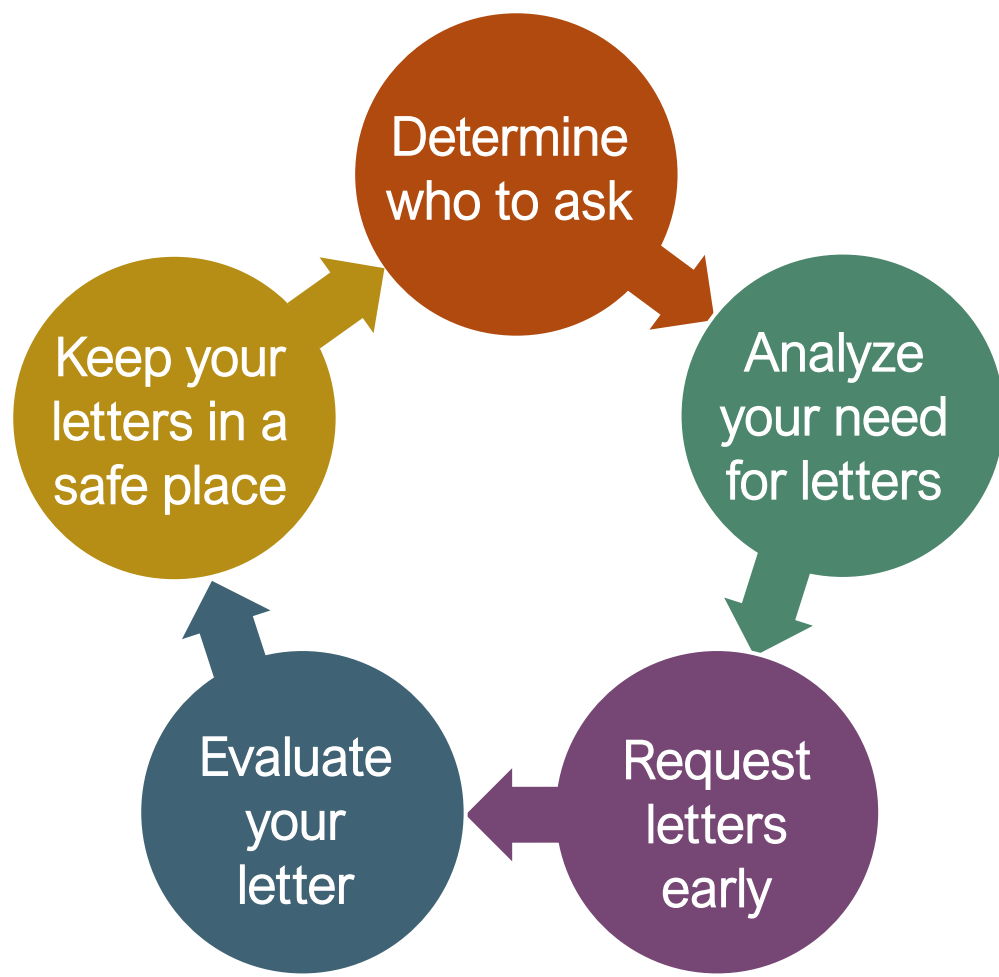 Determine
who to ask
Analyze
your need
for letters
Request
letters
early
Evaluate
your
letter
Keep your
letters in a
safe place